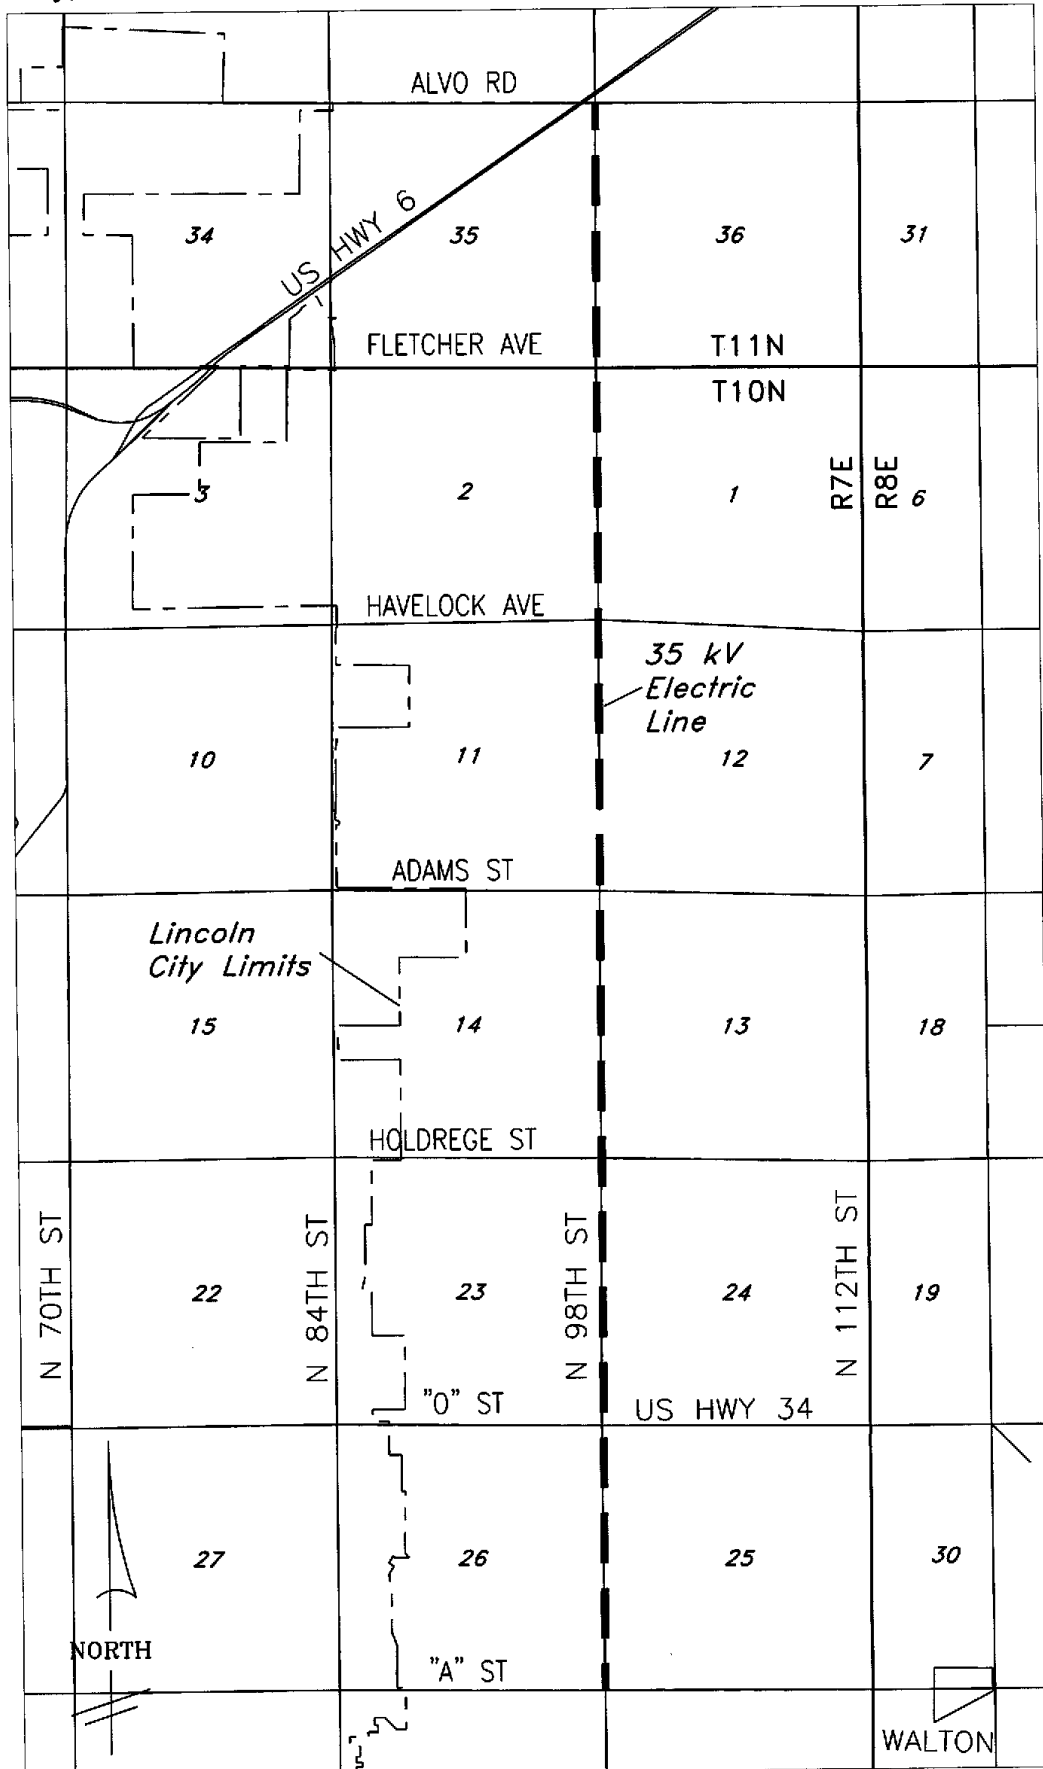 ALVO RD
US HWY 6
34
35
36
31
FLETCHER AVE
T11N
T10N
R7E
R8E
3
2
1
6
HAVELOCK AVE
35 kV
Electric
Line
10
11
12
7
ADAMS ST
Lincoln
City Limits
15
14
13
18
HOLDREGE ST
N 70TH ST
N 84TH ST
N 98TH ST
N 112TH ST
22
23
24
19
"O" ST
US HWY 34
27
26
25
30
NORTH
"A" ST
WALTON